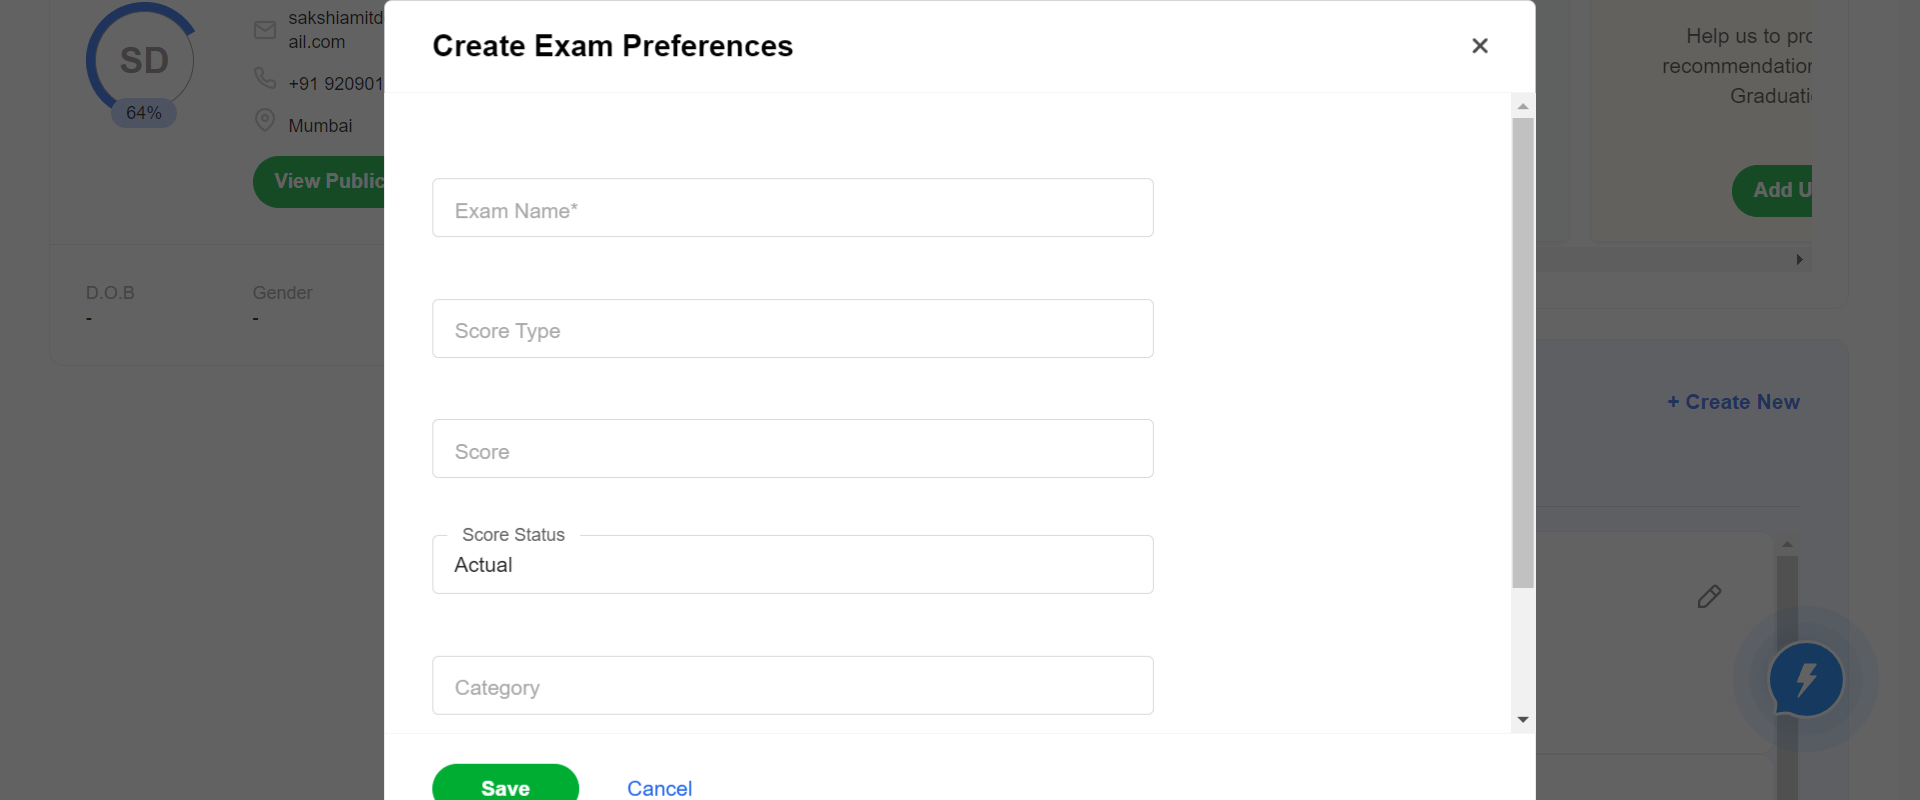 SD
64%
sakshiamitd
ail.com
+91 920901
Mumbai
View Public
D.O.B
-
Gender
-
Create Exam Preferences
Exam Name*
Score Type
Score
Score Status
Actual
Category
Save
Cancel
Help us to pro
recommendation
Graduati
Add U
+ Create New